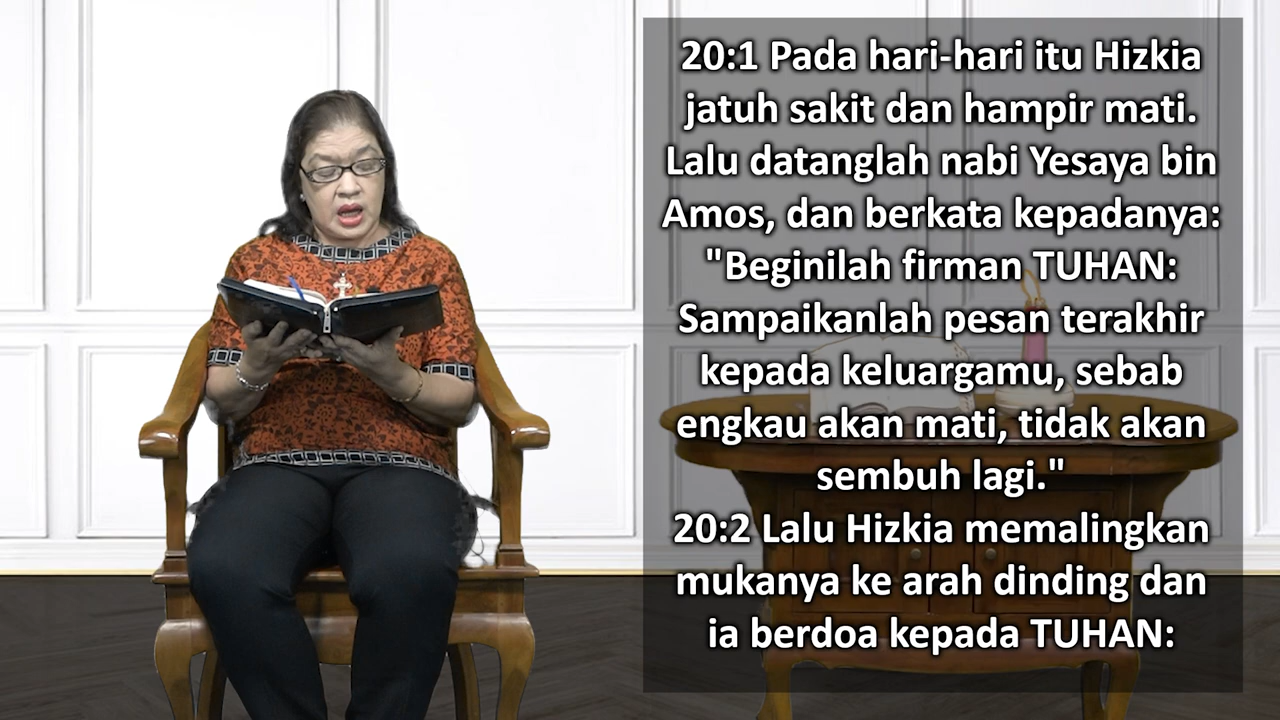 20:1 Pada hari-hari itu Hizkia
jatuh sakit dan hampir mati.
Lalu datanglah nabi Yesaya bin
Amos, dan berkata kepadanya:
"Beginilah firman TUHAN:
Sampaikanlah pesan terakhir
kepada keluargamu, sebab
engkau akan mati, tidak akan
sembuh lagi."
20:2 Lalu Hizkia memalingkan
mukanya ke arah dinding dan
ia berdoa kepada TUHAN: